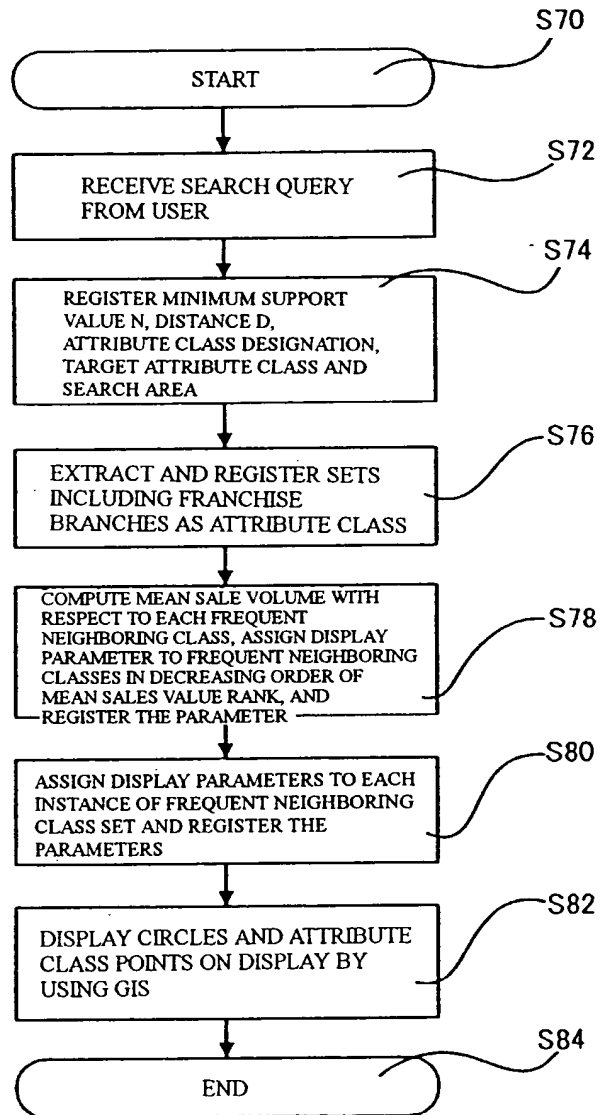 S70
START
S72
RECEIVE SEARCH QUERY
FROM USER
S74
REGISTER MINIMUM SUPPORT
VALUE N, DISTANCE D,
ATTRIBUTE CLASS DESIGNATION,
TARGET ATTRIBUTE CLASS AND
SEARCH AREA
S76
EXTRACT AND REGISTER SETS
INCLUDING FRANCHISE
BRANCHES AS ATTRIBUTE CLASS
S78
COMPUTE MEAN SALE VOLUME WITH
RESPECT TO EACH FREQUENT
NEIGHBORING CLASS, ASSIGN DISPLAY
PARAMETER TO FREQUENT NEIGHBORING
CLASSES IN DECREASING ORDER OF
MEAN SALES VALUE RANK, AND
REGISTER THE PARAMETER
S80
ASSIGN DISPLAY PARAMETERS TO EACH
INSTANCE OF FREQUENT NEIGHBORING
CLASS SET AND REGISTER THE
PARAMETERS
S82
DISPLAY CIRCLES AND ATTRIBUTE
CLASS POINTS ON DISPLAY BY
USING GIS
S84
END